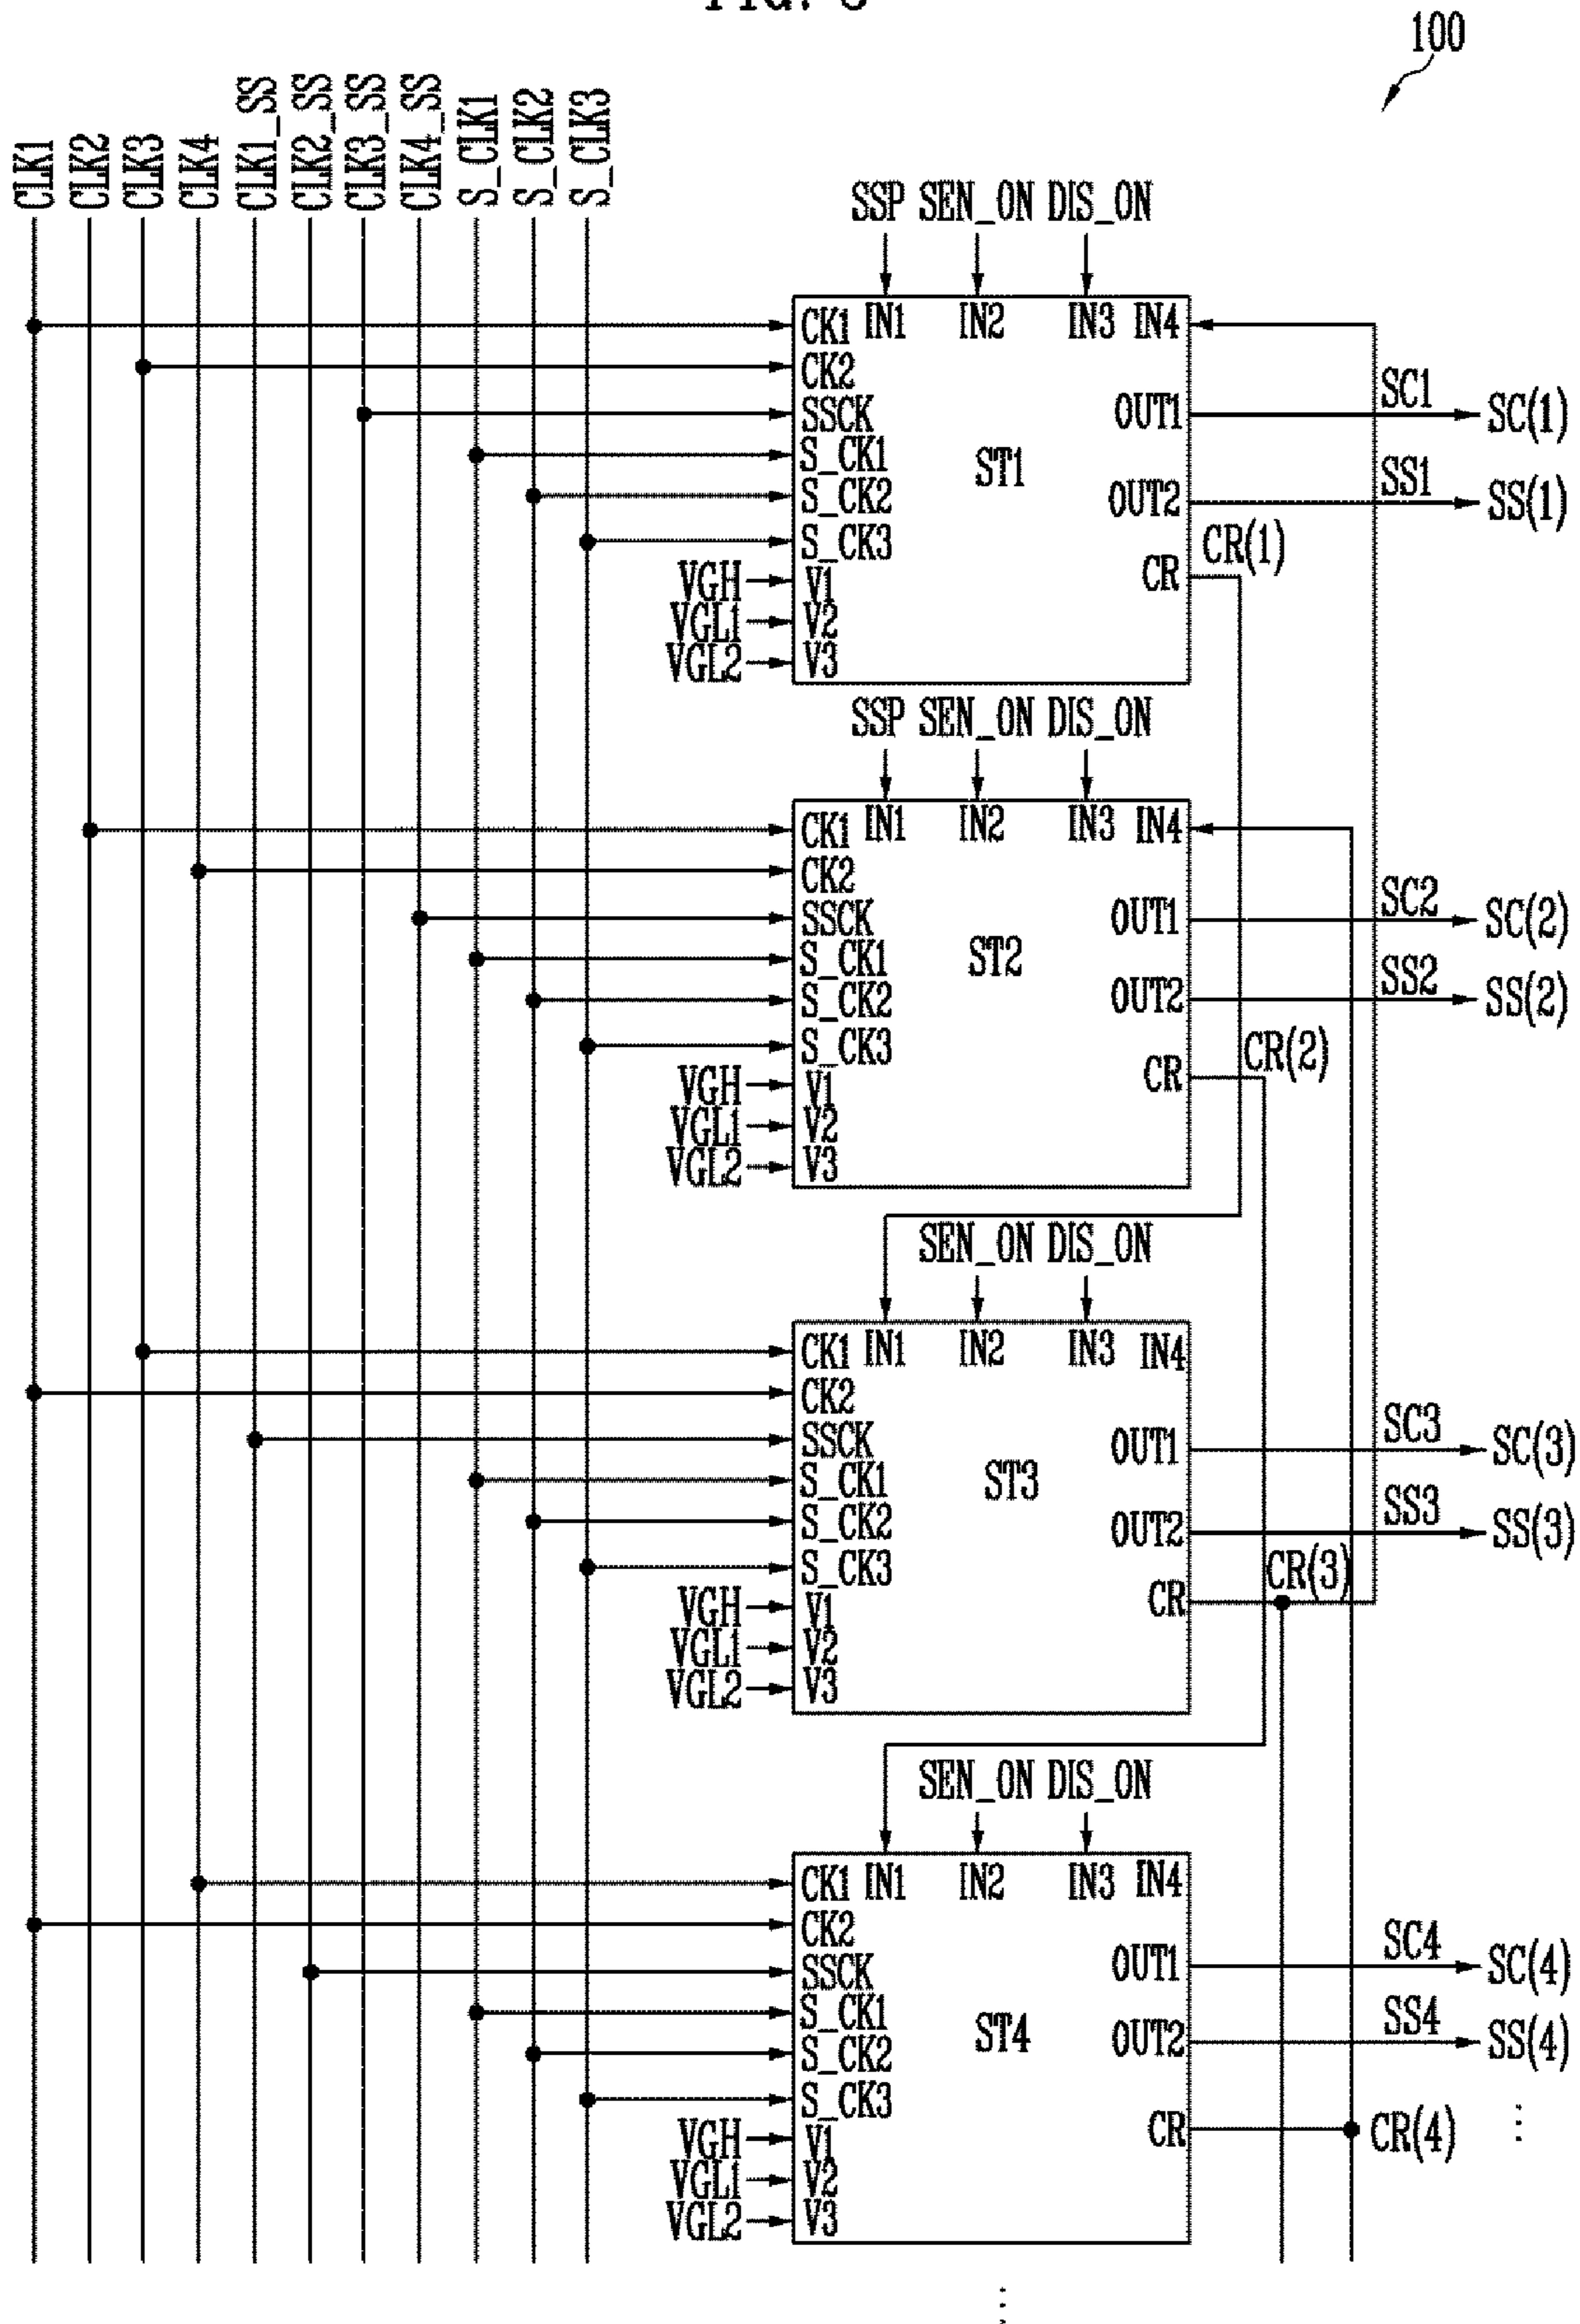 100
CLK1 CLK2 CLK3 CLK4 CLK1_SS CLK2_SS CLK3_SS CLK4_SS S_CLK1 S_CLK2 S_CLK3
SSP SEN_ON DIS_ON
CK1 IN1 IN2 IN3 IN4
CK2
SSCK OUT1 SC1 SC(1)
S_CK1 ST1
S_CK2 OUT2 SS1 SS(1)
S_CK3 CR CR(1)
VGH V1
VGL1 V2
VGL2 V3
SSP SEN_ON DIS_ON
CK1 IN1 IN2 IN3 IN4
CK2
SSCK OUT1 SC2 SC(2)
S_CK1 ST2
S_CK2 OUT2 SS2 SS(2)
S_CK3 CR CR(2)
VGH V1
VGL1 V2
VGL2 V3
SEN_ON DIS_ON
CK1 IN1 IN2 IN3 IN4
CK2
SSCK OUT1 SC3 SC(3)
S_CK1 ST3
S_CK2 OUT2 SS3 SS(3)
S_CK3 CR CR(3)
VGH V1
VGL1 V2
VGL2 V3
SEN_ON DIS_ON
CK1 IN1 IN2 IN3 IN4
CK2
SSCK OUT1 SC4 SC(4)
S_CK1 ST4
S_CK2 OUT2 SS4 SS(4)
S_CK3 CR CR(4)
VGH V1
VGL1 V2
VGL2 V3